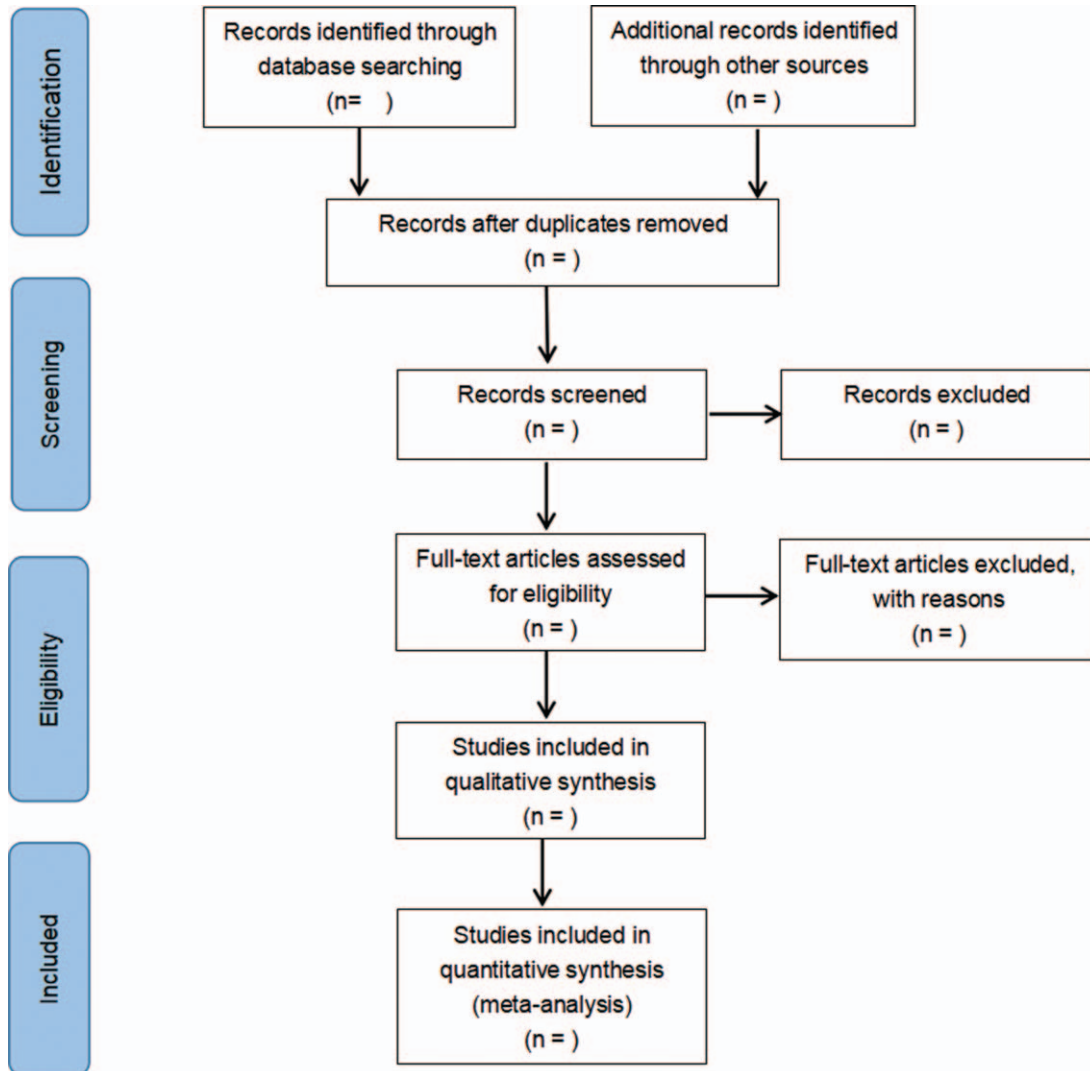 Identification
Records identified through
database searching
(n=    )
Additional records identified
through other sources
(n = )
Records after duplicates removed
(n = )
Screening
Records screened
(n = )
Records excluded
(n = )
Eligibility
Full-text articles assessed
for eligibility
(n = )
Full-text articles excluded,
with reasons
(n = )
Studies included in
qualitative synthesis
(n = )
Included
Studies included in
quantitative synthesis
(meta-analysis)
(n = )